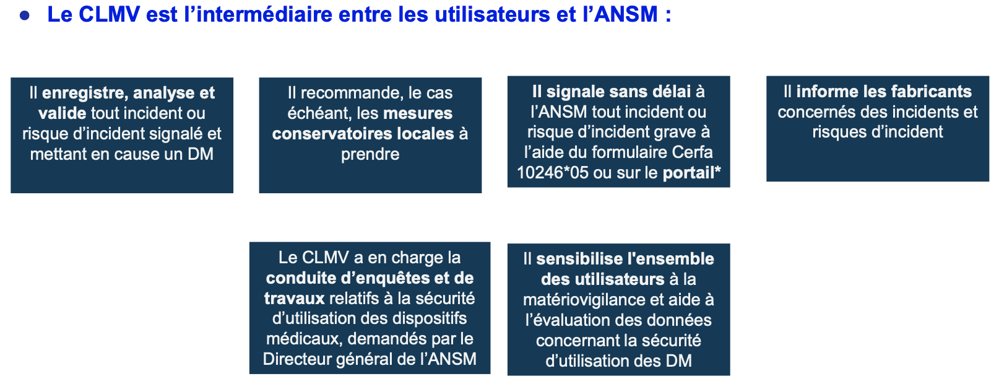 • Le CLMV est l’intermédiaire entre les utilisateurs et l’ANSM :
Il enregistre, analyse et
valide tout incident ou
risque d’incident signalé et
mettant en cause un DM
Il recommande, le cas
échéant, les mesures
conservatoires locales à
prendre
Il signale sans délai à
l’ANSM tout incident ou
risque d’incident grave à
l’aide du formulaire Cerfa
10246*05 ou sur le portail*
Il informe les fabricants
concernés des incidents et
risques d’incident
Le CLMV a en charge la
conduite d’enquêtes et de
travaux relatifs à la sécurité
d’utilisation des dispositifs
médicaux, demandés par le
Directeur général de l’ANSM
Il sensibilise l'ensemble
des utilisateurs à la
matériovigilance et aide à
l’évaluation des données
concernant la sécurité
d’utilisation des DM